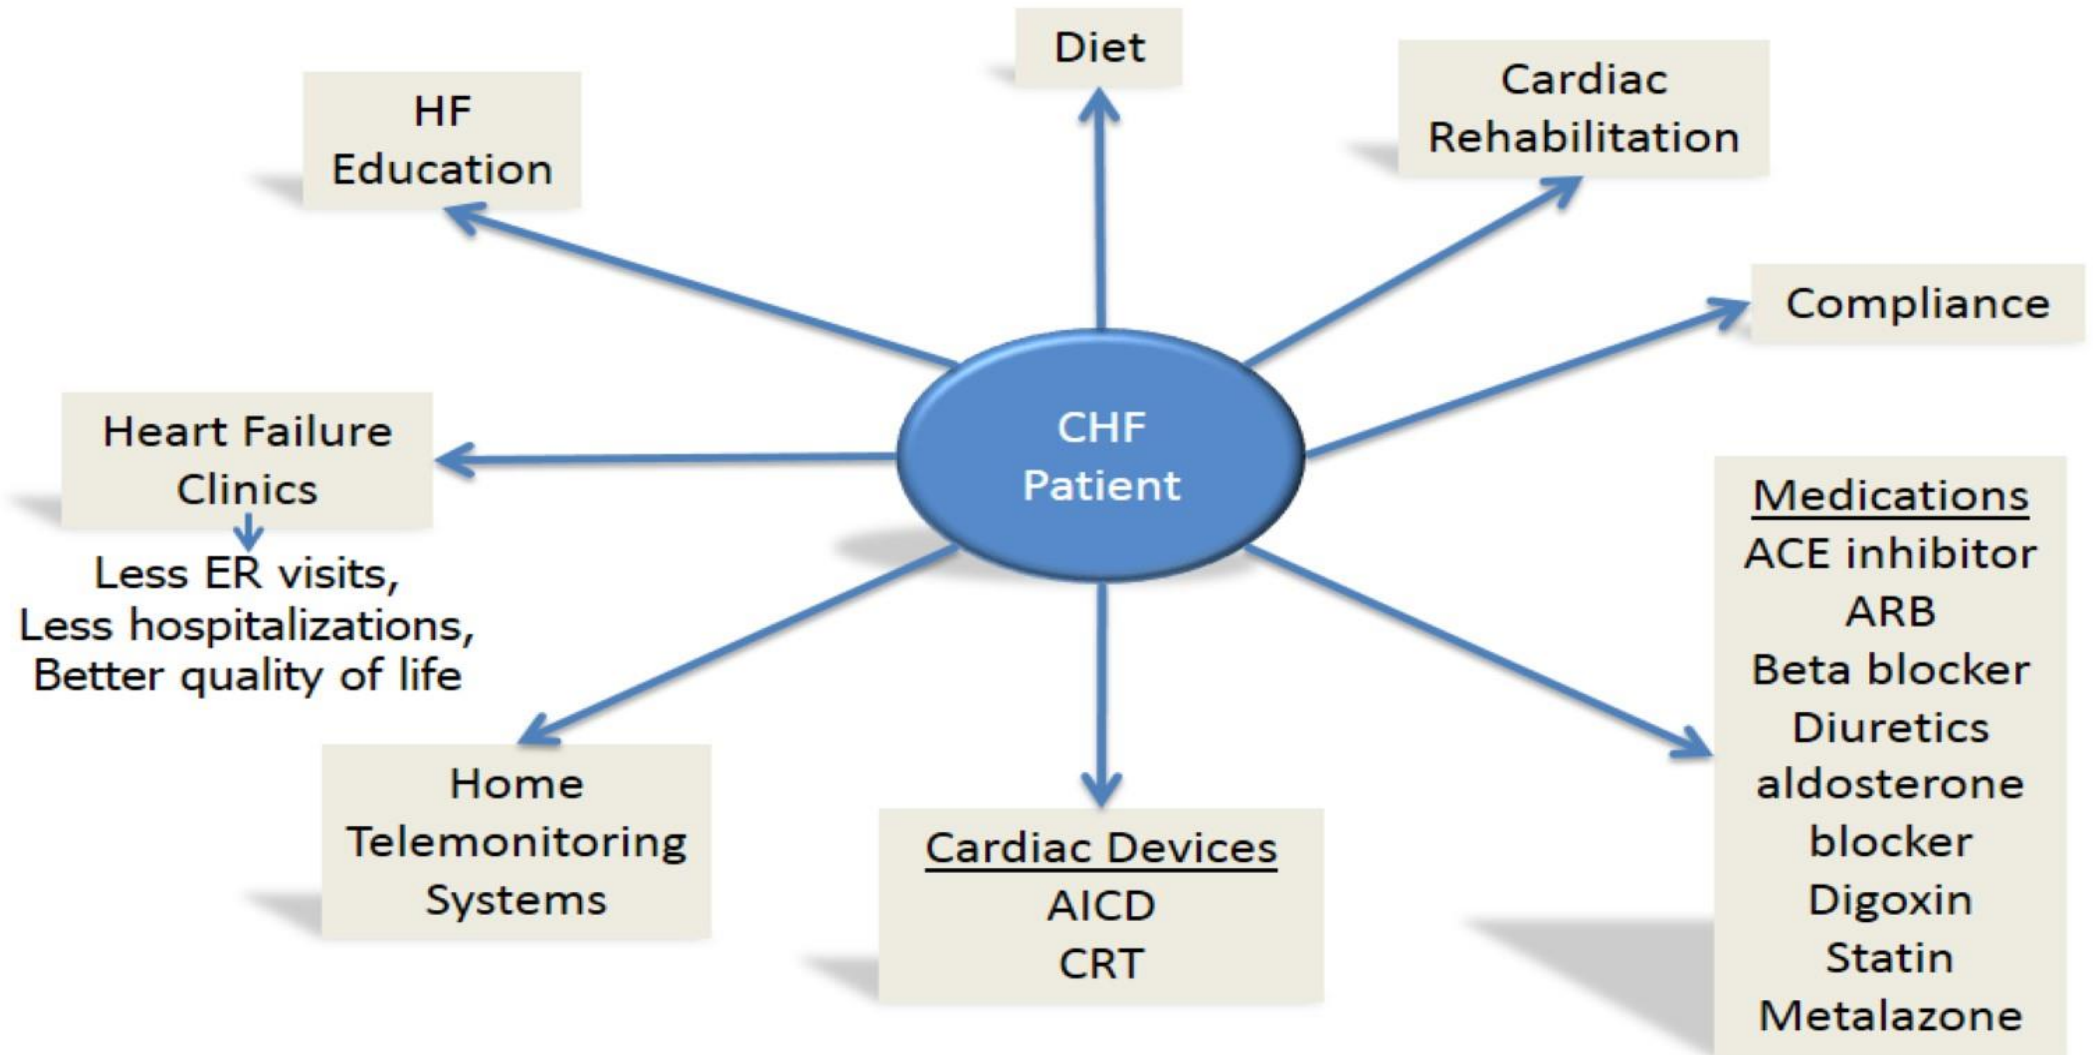 Diet
Cardiac
Rehabilitation
HF
Education
Compliance
CHF
Patient
Heart Failure
Clinics
Less ER visits,
Less hospitalizations,
Better quality of life
Medications
ACE inhibitor
ARB
Beta blocker
Diuretics
aldosterone
blocker
Digoxin
Statin
Metalazone
Home
Telemonitoring
Systems
Cardiac Devices
AICD
CRT